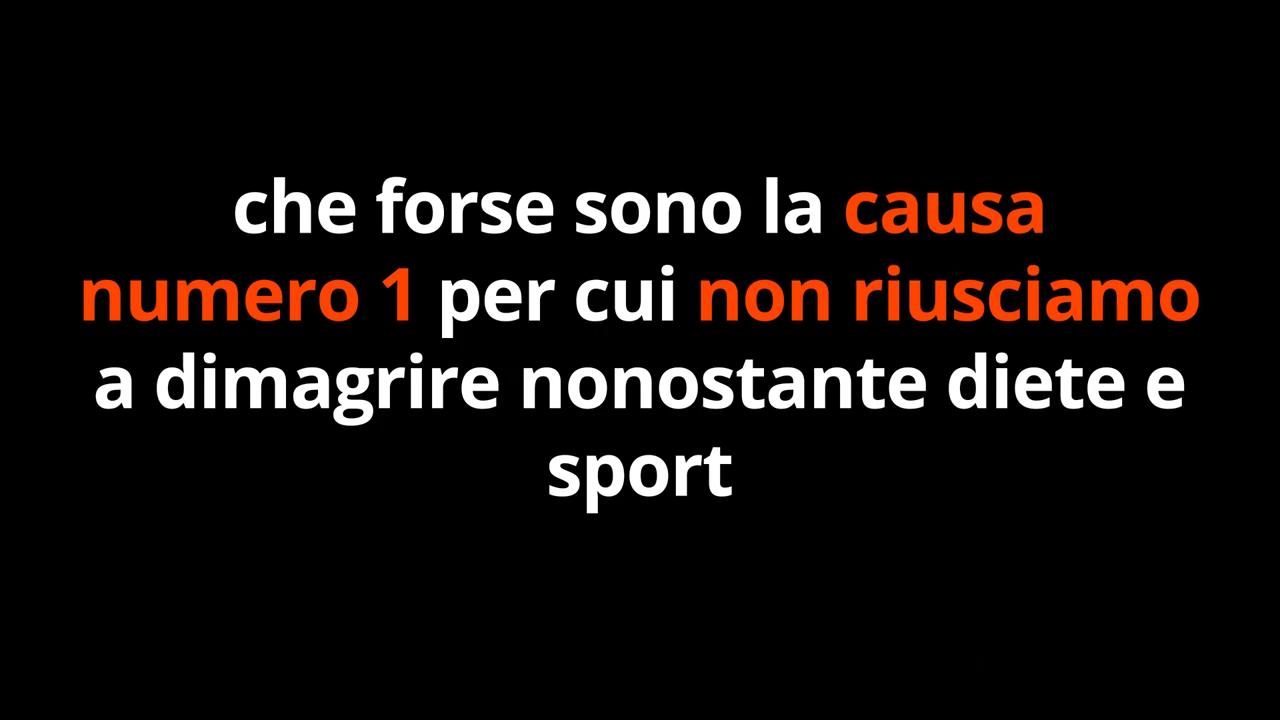 che forse sono la causa
numero 1 per cui non riusciamo
a dimagrire nonostante diete e
sport